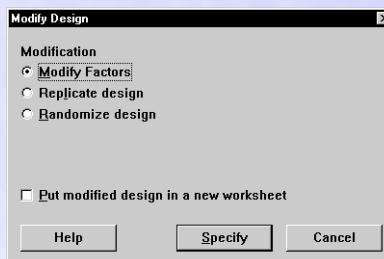 Modify Design
Modification
Modify Factors
Replicate design
Randomize design
Put modified design in a new worksheet
Help
Specify
Cancel